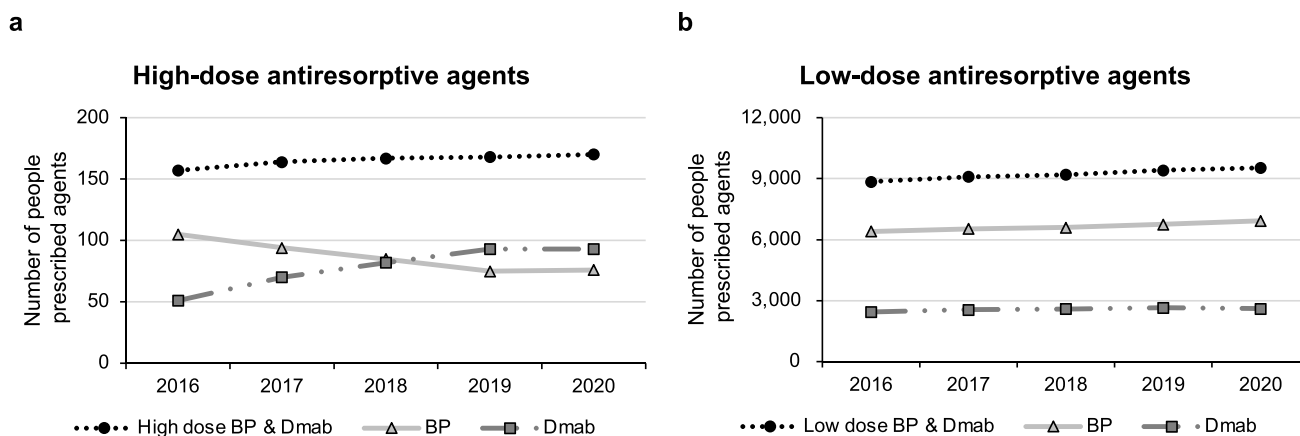 a
High-dose antiresorptive agents
Number of people
prescribed agents
200
150
100
50
0
2016 2017 2018 2019 2020
High dose BP & Dmab BP Dmab
b
Low-dose antiresorptive agents
Number of people
prescribed agents
12,000
9,000
6,000
3,000
0
2016 2017 2018 2019 2020
Low dose BP & Dmab BP Dmab